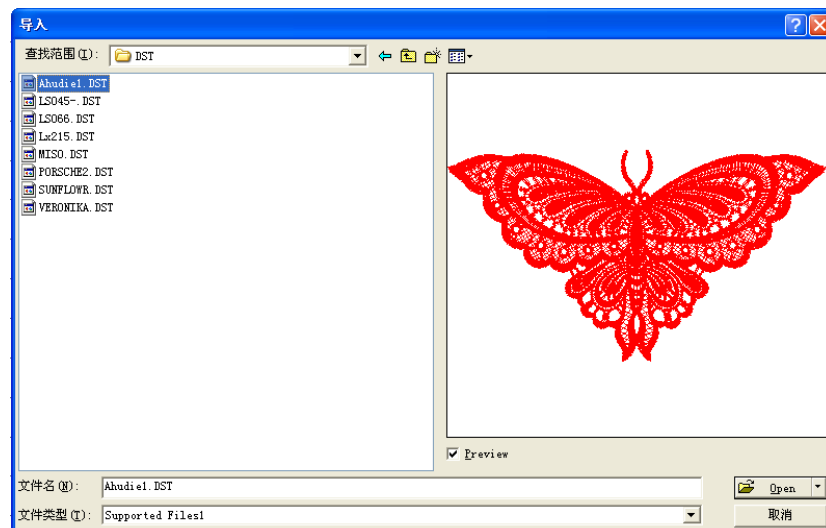 导入
查找范围(I): DST
Ahudie1.DST
LS045-.DST
LS066.DST
Lx215.DST
MISO.DST
PORSCHE2.DST
SUNFLOWR.DST
VERONIKA.DST
Preview
文件名(N): Ahudie1.DST
Open
文件类型(T): Supported Files1
取消